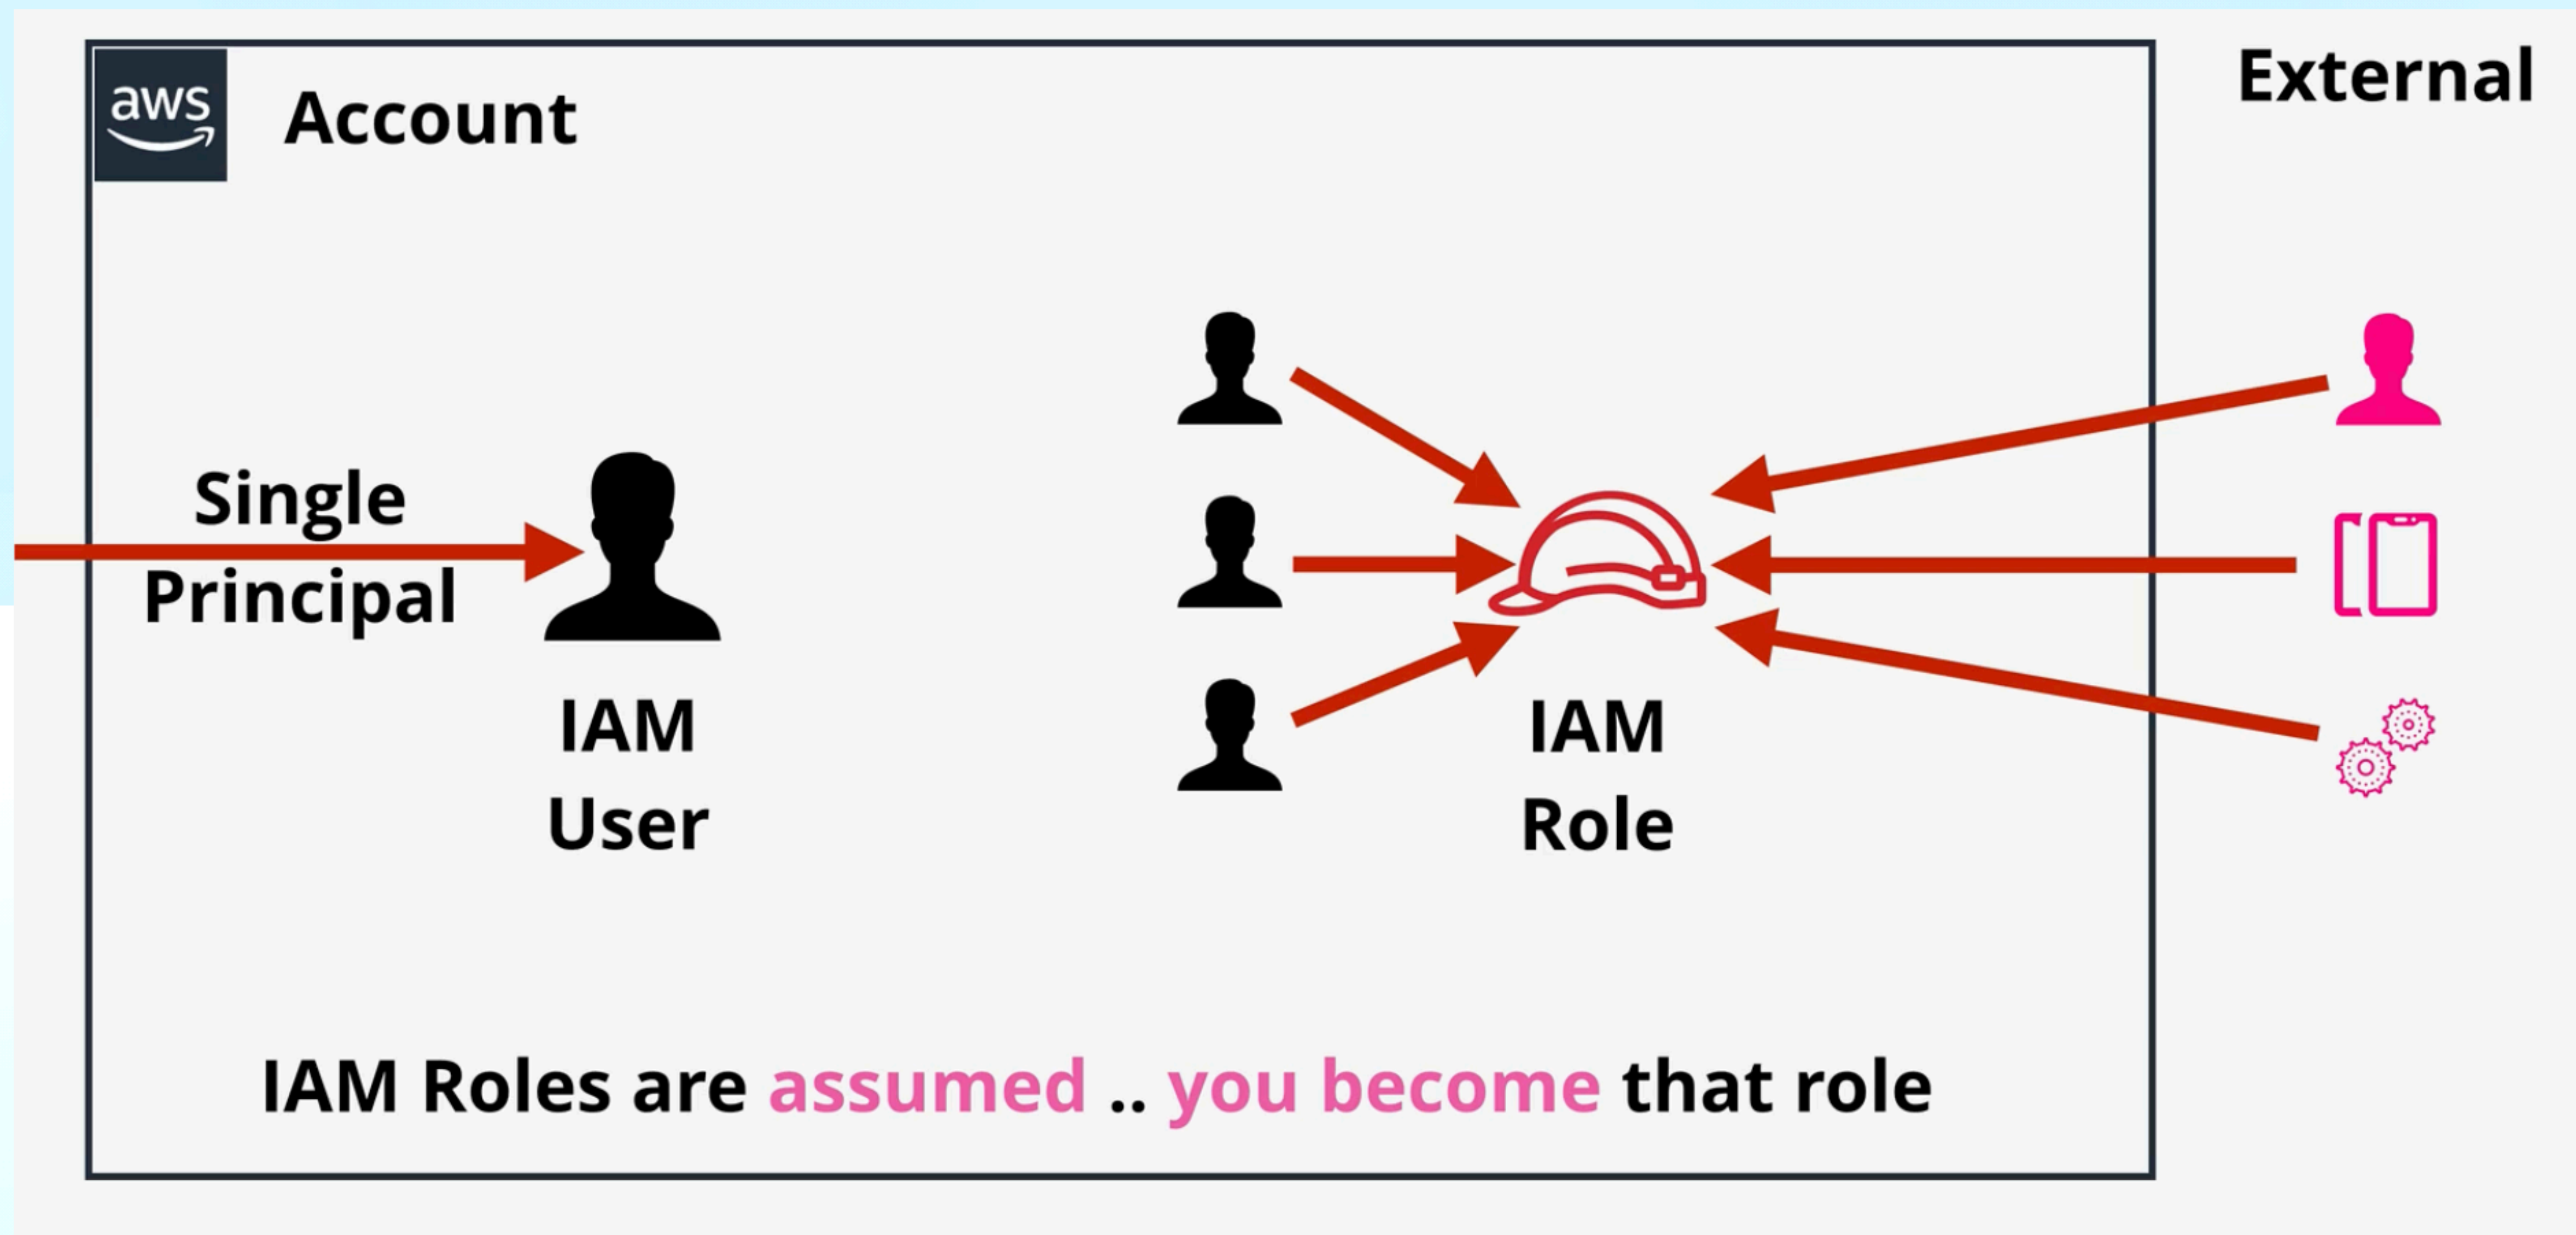 aws
Account
External
Single
Principal
IAM
User
IAM
Role
IAM Roles are assumed .. you become that role